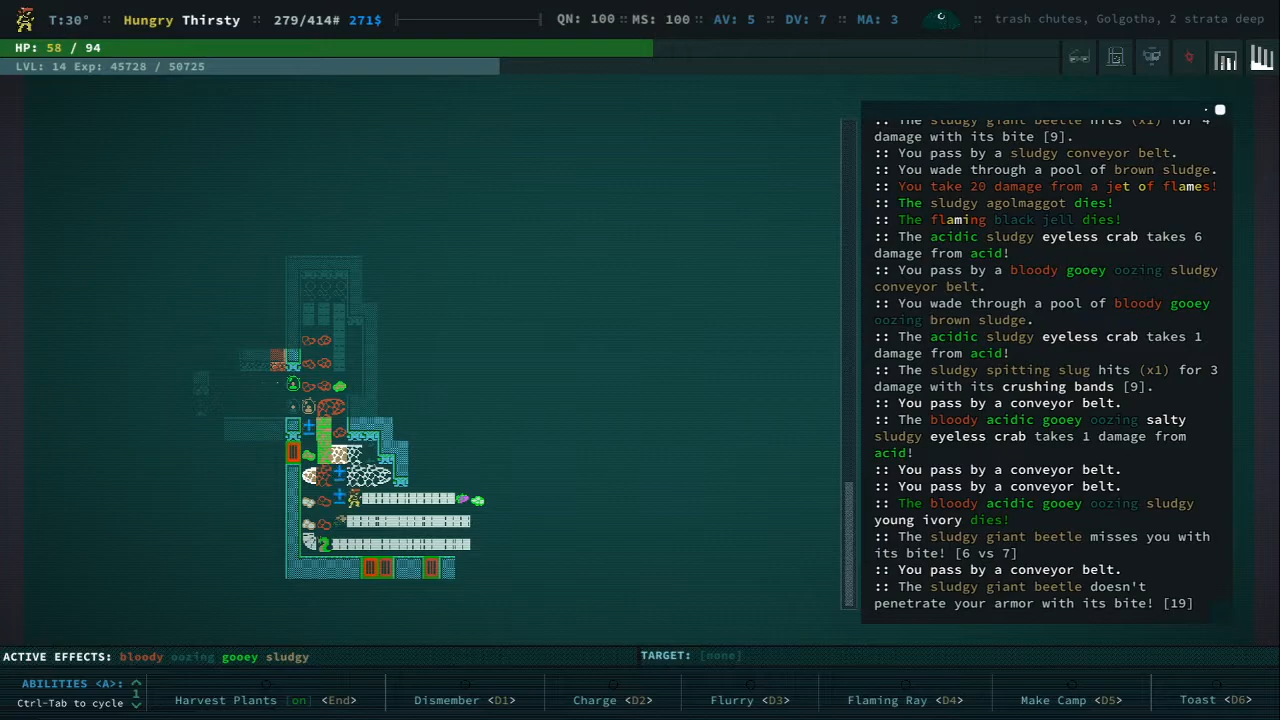 T:30° :: Hungry Thirsty :: 279/414# 271$ QN: 100 :: MS: 100 :: AV: 5 :: DV: 7 :: MA: 3 :: trash chutes, Golgotha, 2 strata deep
HP: 58 / 94
LVL: 14 Exp: 45728 / 50725
:: The sludgy giant beetle hits (x1) for 4
damage with its bite [9].
:: You pass by a sludgy conveyor belt.
:: You wade through a pool of brown sludge.
:: You take 20 damage from a jet of flames!
:: The sludgy agolmaggot dies!
:: The flaming black jell dies!
:: The acidic sludgy eyeless crab takes 6
damage from acid!
:: You pass by a bloody gooey oozing sludgy
conveyor belt.
:: You wade through a pool of bloody gooey
oozing brown sludge.
:: The acidic sludgy eyeless crab takes 1
damage from acid!
:: The sludgy spitting slug hits (x1) for 3
damage with its crushing bands [9].
:: You pass by a conveyor belt.
:: The bloody acidic gooey oozing salty
sludgy eyeless crab takes 1 damage from
acid!
:: You pass by a conveyor belt.
:: You pass by a conveyor belt.
:: The bloody acidic gooey oozing sludgy
young ivory dies!
:: The sludgy giant beetle misses you with
its bite! [6 vs 7]
:: You pass by a conveyor belt.
:: The sludgy giant beetle doesn't
penetrate your armor with its bite! [19]
ACTIVE EFFECTS: bloody oozing gooey sludgy
TARGET: [none]
ABILITIES <A>: 1
Ctrl-Tab to cycle
Harvest Plants [on] <End>
Dismember <D1>
Charge <D2>
Flurry <D3>
Flaming Ray <D4>
Make Camp <D5>
Toast <D6>